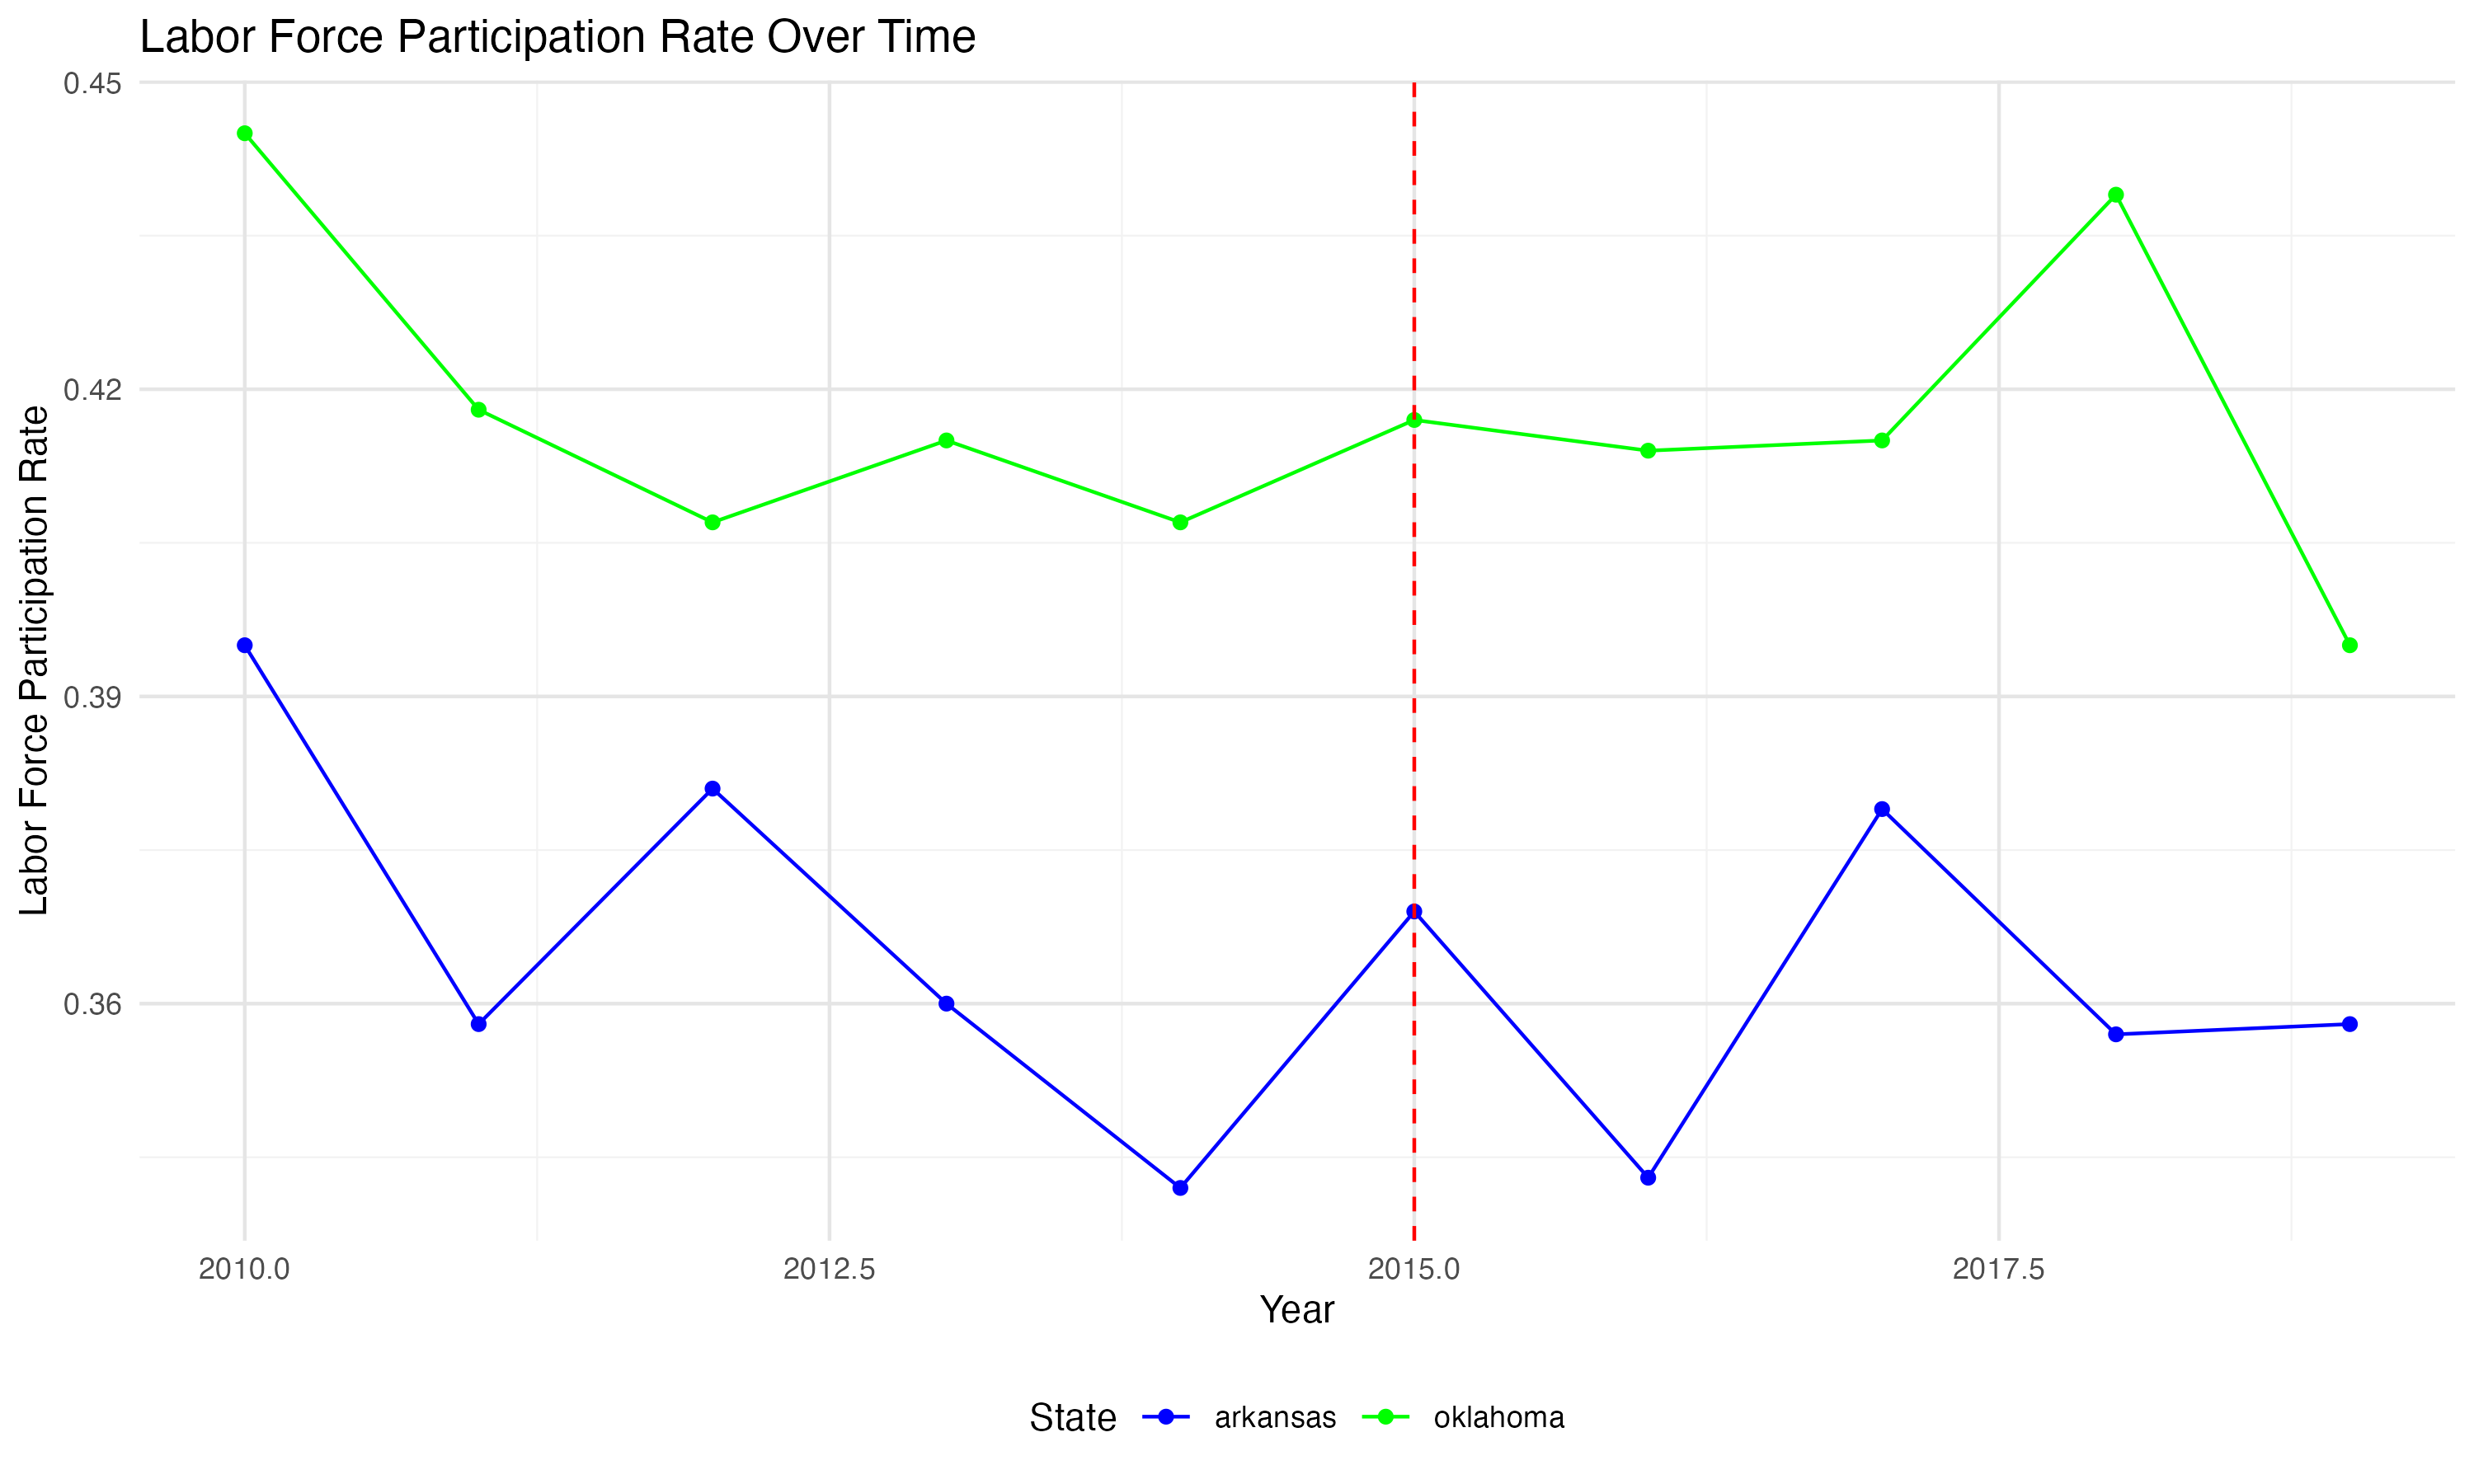 Labor Force Participation Rate Over Time
0.45
0.42
0.39
0.36
Labor Force Participation Rate
2010.0 2012.5 2015.0 2017.5
Year
State arkansas oklahoma